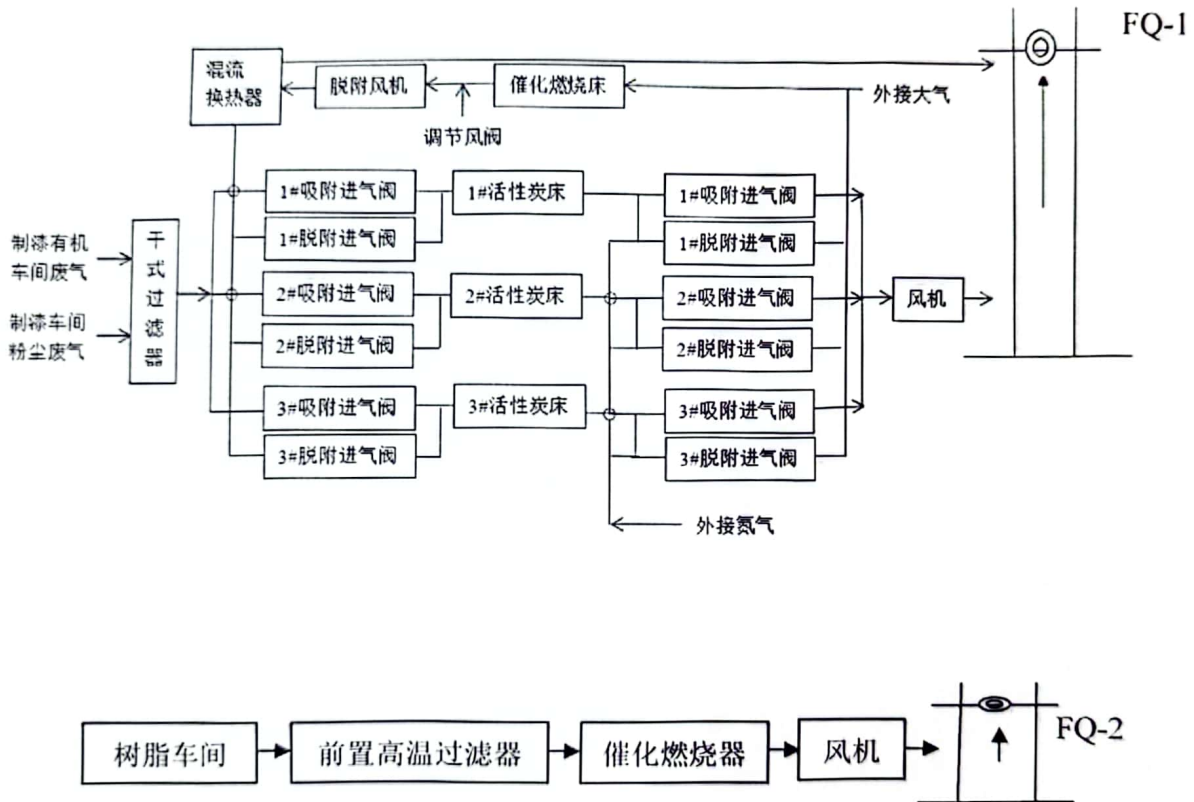 FQ-1
混流
换热器
脱附风机
催化燃烧床
外接大气
调节风阀
1#吸附进气阀
1#活性炭床
1#吸附进气阀
1#脱附进气阀
1#脱附进气阀
制漆有机
车间废气
干式过滤器
2#吸附进气阀
2#活性炭床
2#吸附进气阀
风机
制漆车间
粉尘废气
2#脱附进气阀
2#脱附进气阀
3#吸附进气阀
3#活性炭床
3#吸附进气阀
3#脱附进气阀
3#脱附进气阀
外接氮气
树脂车间
前置高温过滤器
催化燃烧器
风机
FQ-2